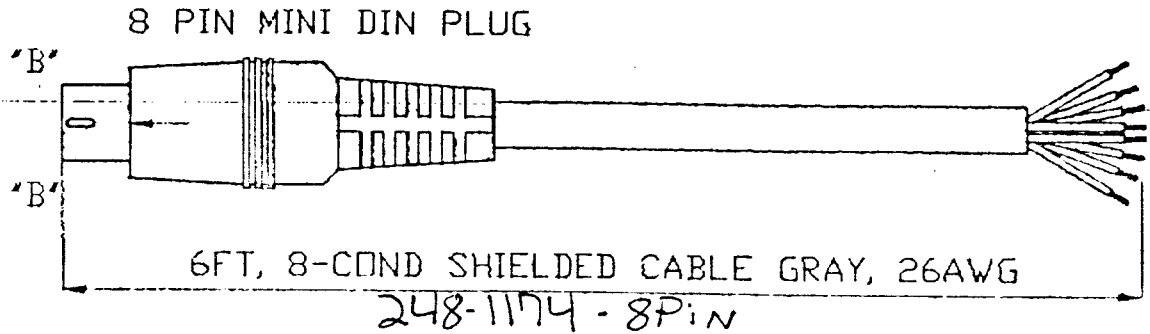 8 PIN MINI DIN PLUG
"B"
"B"
6FT, 8-COND SHIELDED CABLE GRAY, 26AWG
248-1174 - 8PiN